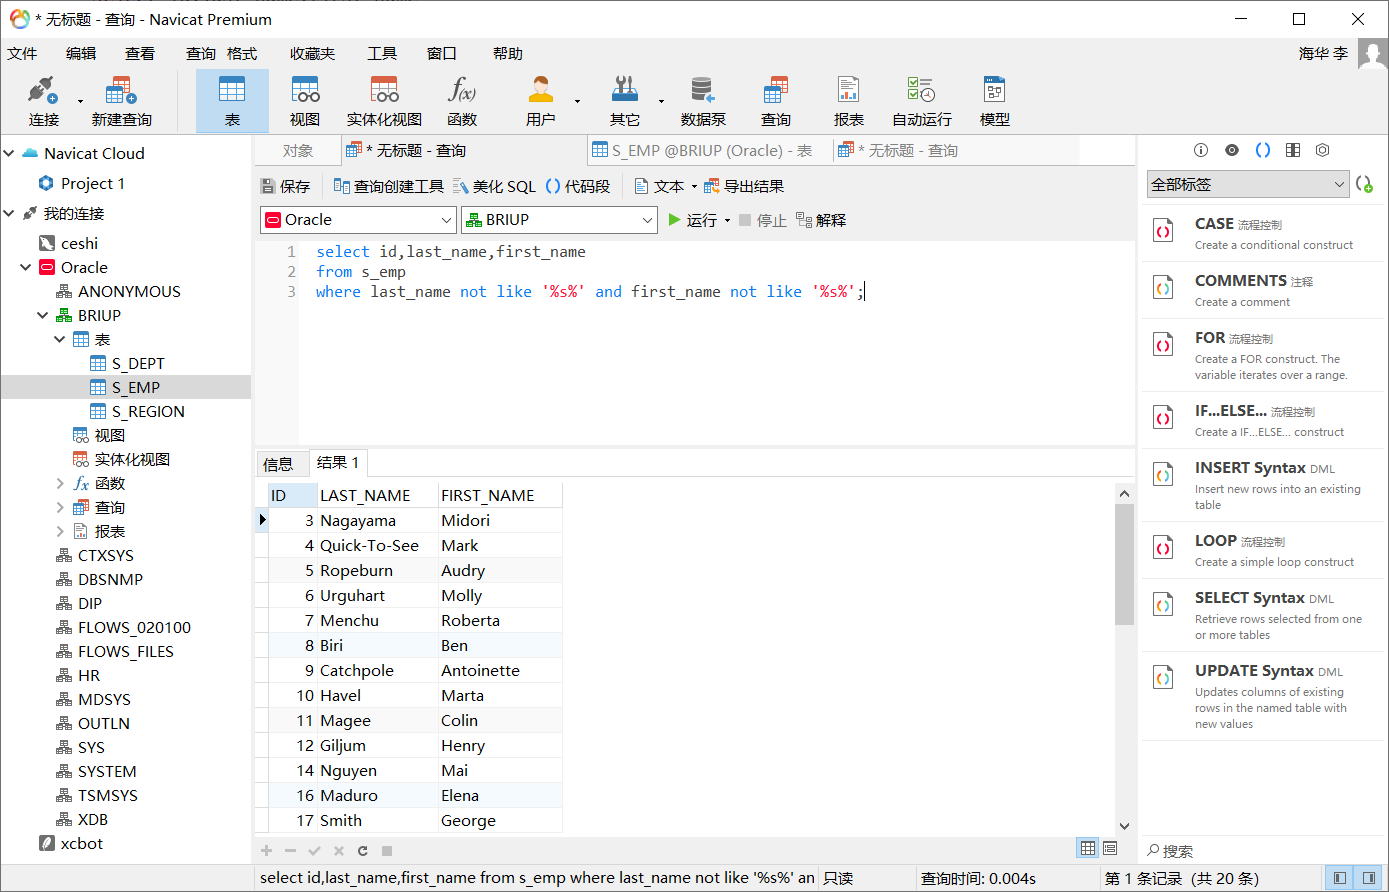 * 无标题 - 查询 - Navicat Premium
文件 编辑 查看 查询 格式 收藏夹 工具 窗口 帮助 海华 李
连接 新建查询 表 视图 实体化视图 函数 用户 其它 数据泵 查询 报表 自动运行 模型
Navicat Cloud
Project 1
我的连接
ceshi
Oracle
ANONYMOUS
BRIUP
表
S_DEPT
S_EMP
S_REGION
视图
实体化视图
函数
查询
报表
CTXSYS
DBSNMP
DIP
FLOWS_020100
FLOWS_FILES
HR
MDSYS
OUTLN
SYS
SYSTEM
TSMSYS
XDB
xcbot
对象 * 无标题 - 查询 S_EMP @BRIUP (Oracle) - 表 * 无标题 - 查询
保存 查询创建工具 美化 SQL () 代码段 文本 导出结果
Oracle BRIUP 运行 停止 解释
1 select id,last_name,first_name
2 from s_emp
3 where last_name not like '%s%' and first_name not like '%s%';
信息 结果 1
ID LAST_NAME FIRST_NAME
3 Nagayama Midori
4 Quick-To-See Mark
5 Ropeburn Audry
6 Urguhart Molly
7 Menchu Roberta
8 Biri Ben
9 Catchpole Antoinette
10 Havel Marta
11 Magee Colin
12 Giljum Henry
14 Nguyen Mai
16 Maduro Elena
17 Smith George
全部标签
CASE 流程控制
Create a conditional construct
COMMENTS 注释
Create a comment
FOR 流程控制
Create a FOR construct. The
variable iterates over a range.
IF...ELSE... 流程控制
Create a IF...ELSE... construct
INSERT Syntax DML
Insert new rows into an existing
table
LOOP 流程控制
Create a simple loop construct
SELECT Syntax DML
Retrieve rows selected from one
or more tables
UPDATE Syntax DML
Updates columns of existing
rows in the named table with
new values
搜索
select id,last_name,first_name from s_emp where last_name not like '%s%' an 只读 查询时间: 0.004s 第 1 条记录 (共 20 条)